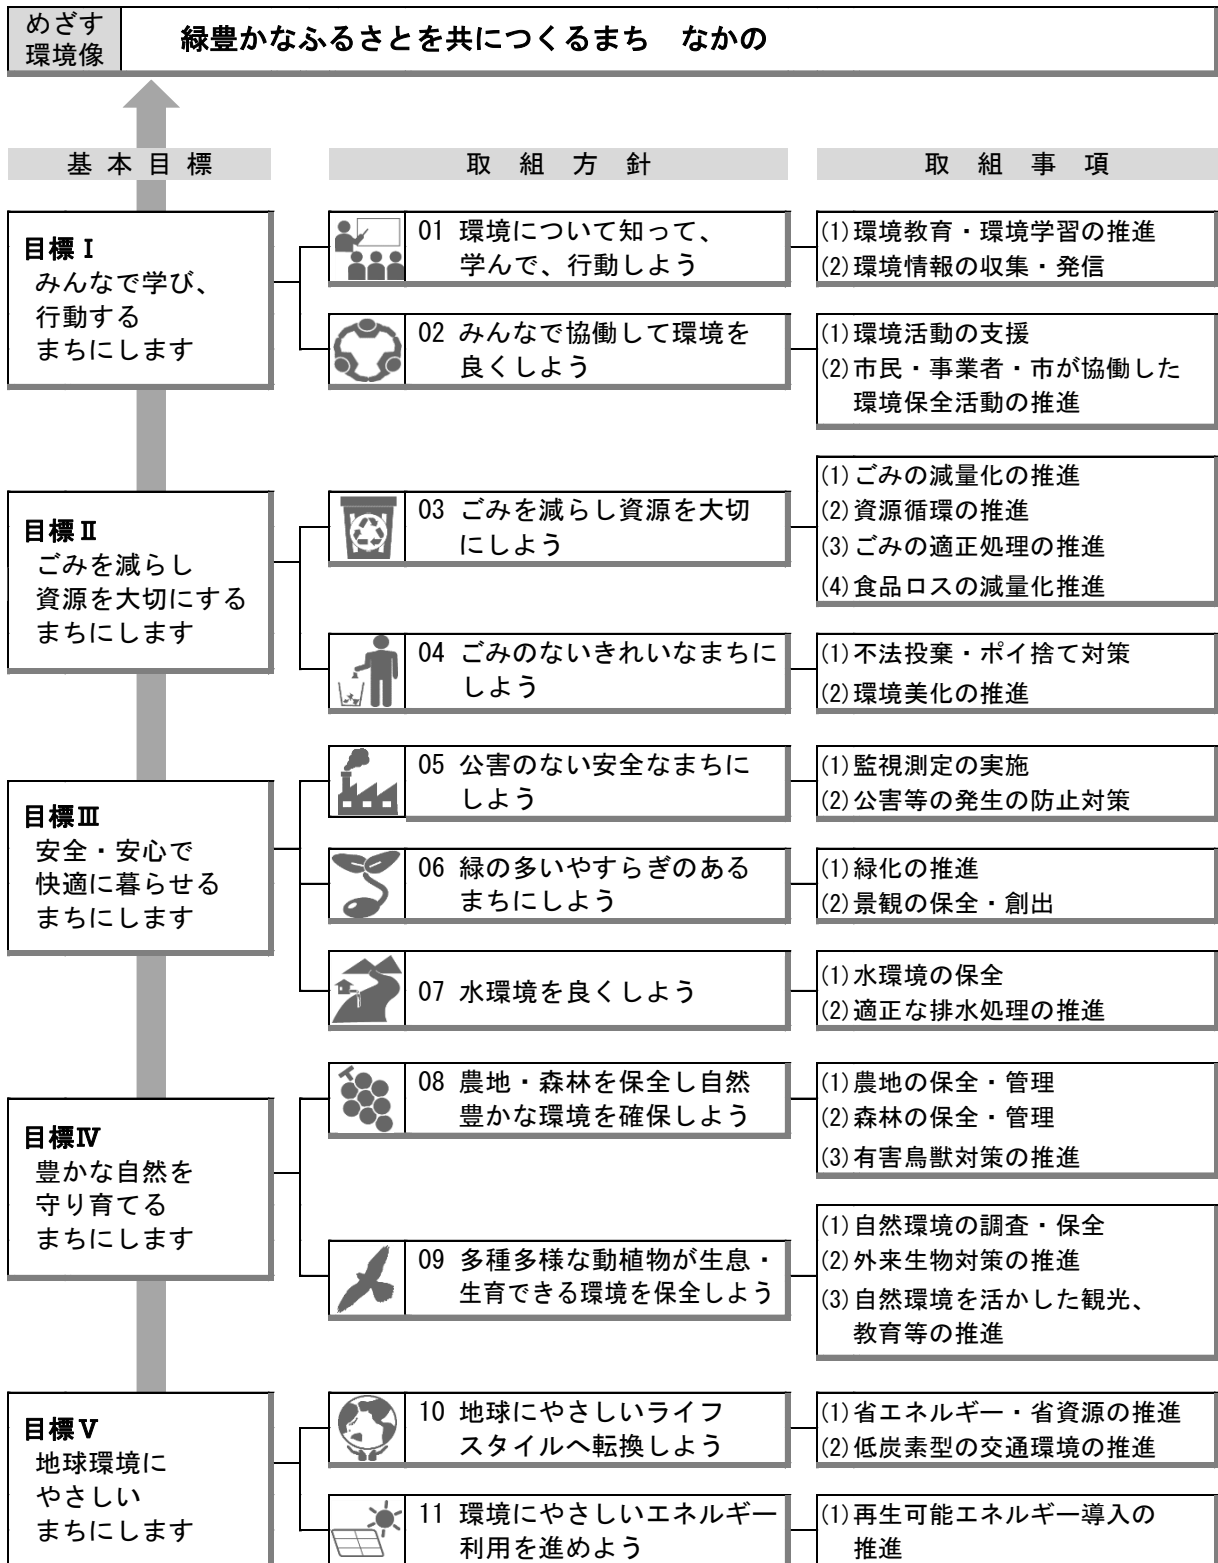 めざす
環境像
緑豊かなふるさとを共につくるまち　なかの
基 本 目 標
取 組 方 針
取 組 事 項
目標Ⅰ
みんなで学び、
行動する
まちにします
01 環境について知って、
学んで、行動しよう
(1)環境教育・環境学習の推進
(2)環境情報の収集・発信
02 みんなで協働して環境を
良くしよう
(1)環境活動の支援
(2)市民・事業者・市が協働した
環境保全活動の推進
目標Ⅱ
ごみを減らし
資源を大切にする
まちにします
03 ごみを減らし資源を大切
にしよう
(1)ごみの減量化の推進
(2)資源循環の推進
(3)ごみの適正処理の推進
(4)食品ロスの減量化推進
04 ごみのないきれいなまちに
しよう
(1)不法投棄・ポイ捨て対策
(2)環境美化の推進
目標Ⅲ
安全・安心で
快適に暮らせる
まちにします
05 公害のない安全なまちに
しよう
(1)監視測定の実施
(2)公害等の発生の防止対策
06 緑の多いやすらぎのある
まちにしよう
(1)緑化の推進
(2)景観の保全・創出
07 水環境を良くしよう
(1)水環境の保全
(2)適正な排水処理の推進
目標Ⅳ
豊かな自然を
守り育てる
まちにします
08 農地・森林を保全し自然
豊かな環境を確保しよう
(1)農地の保全・管理
(2)森林の保全・管理
(3)有害鳥獣対策の推進
09 多種多様な動植物が生息・
生育できる環境を保全しよう
(1)自然環境の調査・保全
(2)外来生物対策の推進
(3)自然環境を活かした観光、
教育等の推進
目標Ⅴ
地球環境に
やさしい
まちにします
10 地球にやさしいライフ
スタイルへ転換しよう
(1)省エネルギー・省資源の推進
(2)低炭素型の交通環境の推進
11 環境にやさしいエネルギー
利用を進めよう
(1)再生可能エネルギー導入の
推進